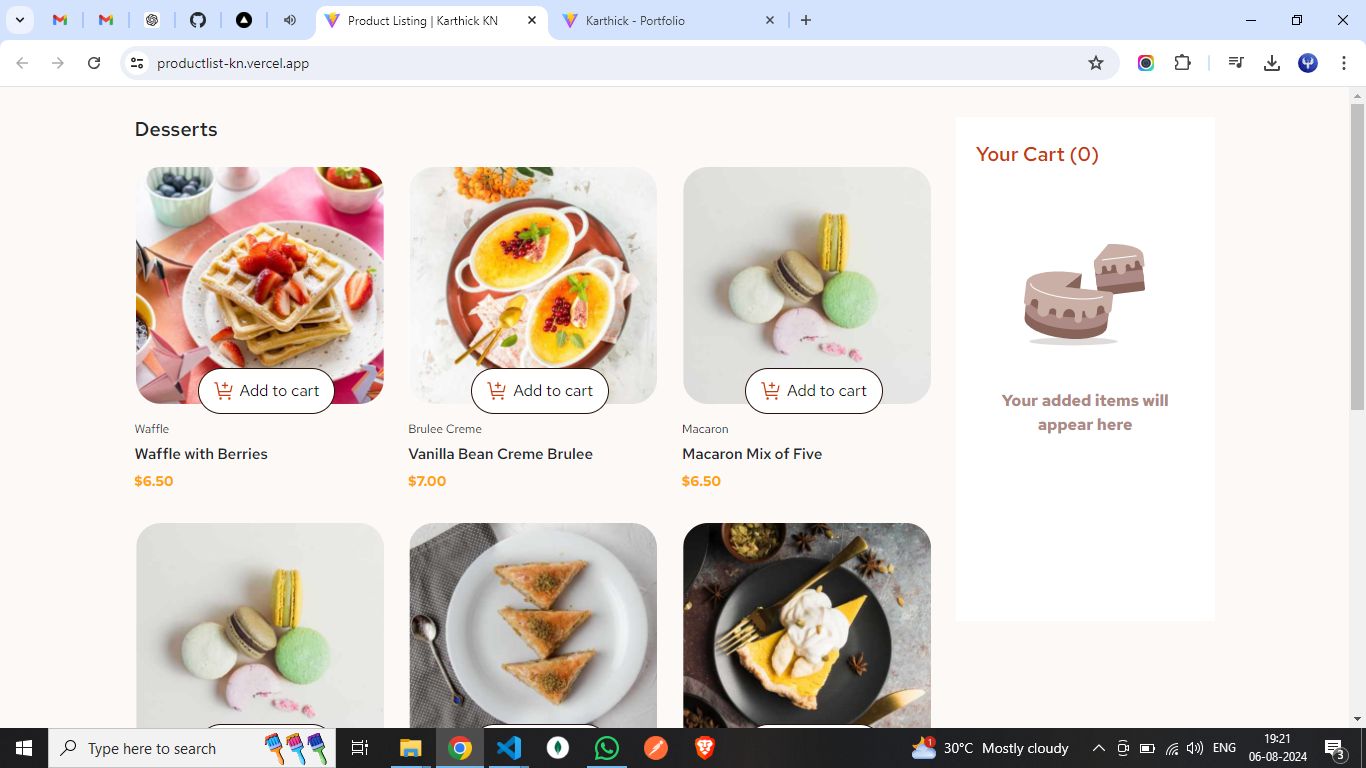 Product Listing | Karthick KN
Karthick - Portfolio
productlist-kn.vercel.app
Desserts
Your Cart (0)
Your added items will
appear here
Add to cart
Add to cart
Add to cart
Waffle
Brulee Creme
Macaron
Waffle with Berries
Vanilla Bean Creme Brulee
Macaron Mix of Five
$6.50
$7.00
$6.50
Type here to search
1
30°C Mostly cloudy
ENG
19:21
06-08-2024
3